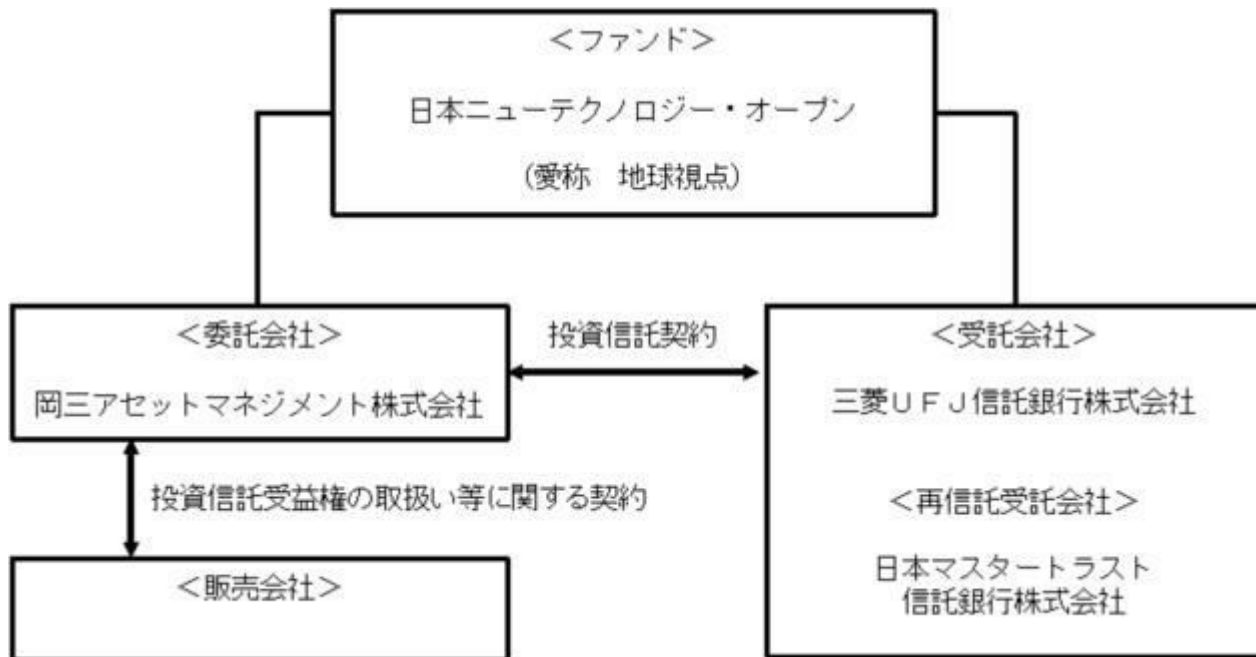 ＜ファンド＞
日本ニューテクノロジー・オープン
(愛称　地球視点)
＜委託会社＞
岡三アセットマネジメント株式会社
投資信託契約
＜受託会社＞
三菱ＵＦＪ信託銀行株式会社
＜再信託受託会社＞
日本マスタートラスト
信託銀行株式会社
投資信託受益権の取扱い等に関する契約
＜販売会社＞